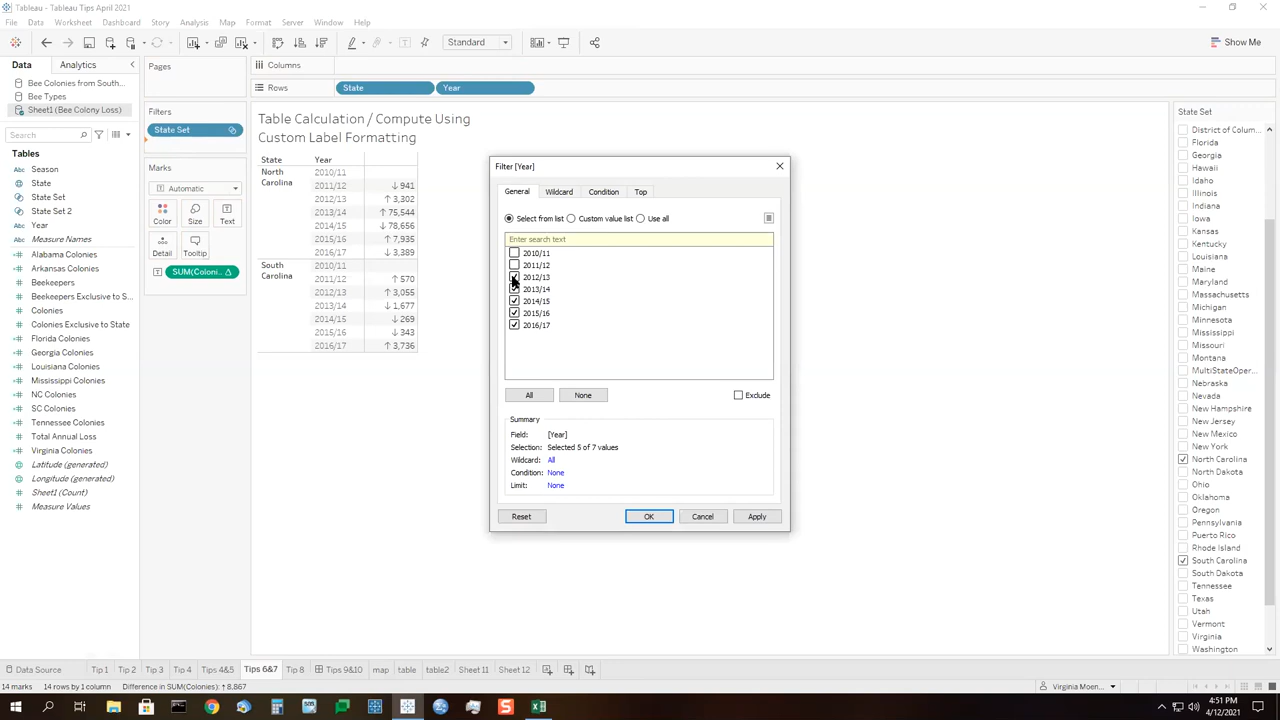 Tableau - Tableau Tips April 2021
File Data Worksheet Dashboard Story Analysis Map Format Server Window Help
Standard
Show Me
Data Analytics
Bee Colonies from South...
Bee Types
Sheet1 (Bee Colony Loss)
Search
Tables
Season
State
State Set
State Set 2
Year
Measure Names
Alabama Colonies
Arkansas Colonies
Beekeepers
Beekeepers Exclusive to ...
Colonies
Colonies Exclusive to State
Florida Colonies
Georgia Colonies
Louisiana Colonies
Mississippi Colonies
NC Colonies
SC Colonies
Tennessee Colonies
Total Annual Loss
Virginia Colonies
Latitude (generated)
Longitude (generated)
Sheet1 (Count)
Measure Values
Pages
Filters
State Set
Marks
Automatic
Color Size Text
Detail Tooltip
SUM(Coloni..
Columns
Rows State Year
Table Calculation / Compute Using
Custom Label Formatting
State Year
North Carolina 2010/11
2011/12 ↓ 941
2012/13 ↑ 3,302
2013/14 ↑ 75,544
2014/15 ↓ 78,656
2015/16 ↑ 7,935
2016/17 ↓ 3,389
South Carolina 2010/11
2011/12 ↑ 570
2012/13 ↑ 3,055
2013/14 ↓ 1,677
2014/15 ↓ 269
2015/16 ↓ 343
2016/17 ↑ 3,736
Filter [Year]
General Wildcard Condition Top
Select from list Custom value list Use all
Enter search text
2010/11
2011/12
2012/13
2013/14
2014/15
2015/16
2016/17
All None Exclude
Summary
Field: [Year]
Selection: Selected 5 of 7 values
Wildcard: All
Condition: None
Limit: None
Reset OK Cancel Apply
State Set
District of Colum...
Florida
Georgia
Hawaii
Idaho
Illinois
Indiana
Iowa
Kansas
Kentucky
Louisiana
Maine
Maryland
Massachusetts
Michigan
Minnesota
Mississippi
Missouri
Montana
MultiStateOper...
Nebraska
Nevada
New Hampshire
New Jersey
New Mexico
New York
North Carolina
North Dakota
Ohio
Oklahoma
Oregon
Pennsylvania
Puerto Rico
Rhode Island
South Carolina
South Dakota
Tennessee
Texas
Utah
Vermont
Virginia
Washington
Data Source Tip 1 Tip 2 Tip 3 Tip 4 Tips 4&5 Tips 6&7 Tip 8 Tips 9&10 map table table2 Sheet 11 Sheet 12
14 marks 14 rows by 1 column Difference in SUM(Colonies): ↑ 8,867
Virginia Moen...
4:51 PM
4/12/2021